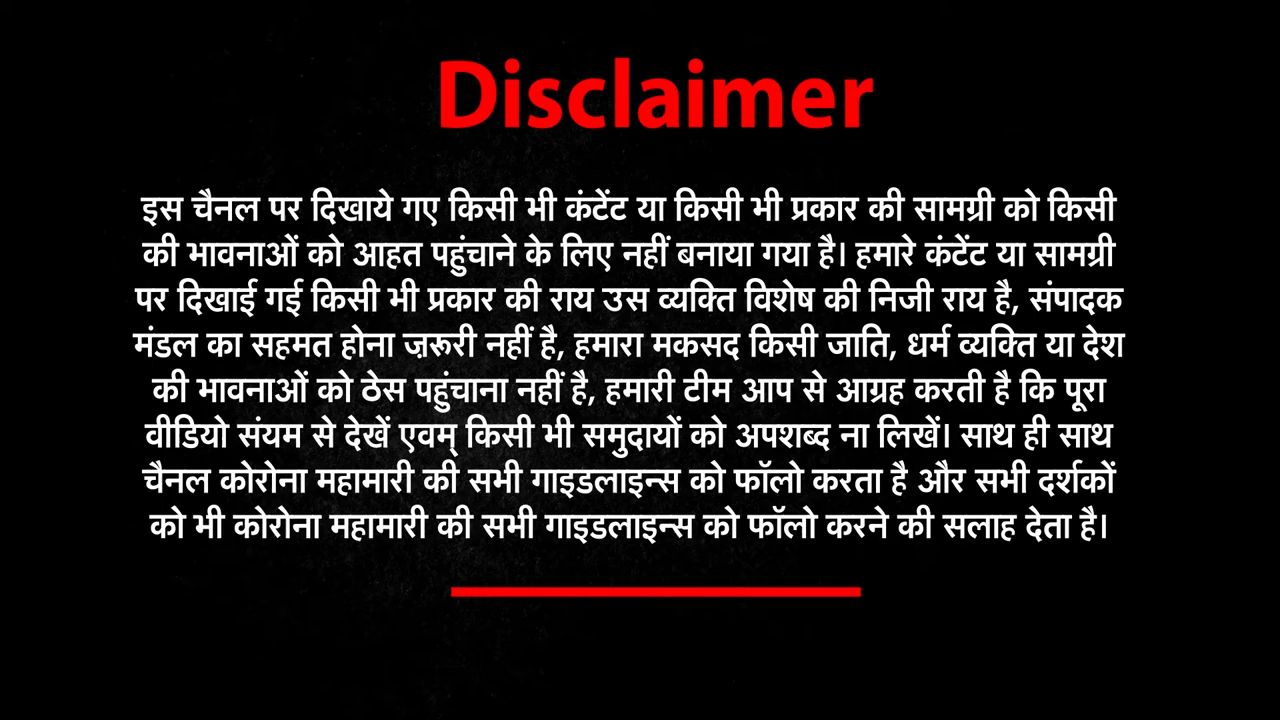 Disclaimer
इस चैनल पर दिखाये गए किसी भी कंटेंट या किसी भी प्रकार की सामग्री को किसी
की भावनाओं को आहत पहुंचाने के लिए नहीं बनाया गया है। हमारे कंटेंट या सामग्री
पर दिखाई गई किसी भी प्रकार की राय उस व्यक्ति विशेष की निजी राय है, संपादक
मंडल का सहमत होना ज़रूरी नहीं है, हमारा मकसद किसी जाति, धर्म व्यक्ति या देश
की भावनाओं को ठेस पहुंचाना नहीं है, हमारी टीम आप से आग्रह करती है कि पूरा
वीडियो संयम से देखें एवम् किसी भी समुदायों को अपशब्द ना लिखें। साथ ही साथ
चैनल कोरोना महामारी की सभी गाइडलाइन्स को फॉलो करता है और सभी दर्शकों
को भी कोरोना महामारी की सभी गाइडलाइन्स को फॉलो करने की सलाह देता है।